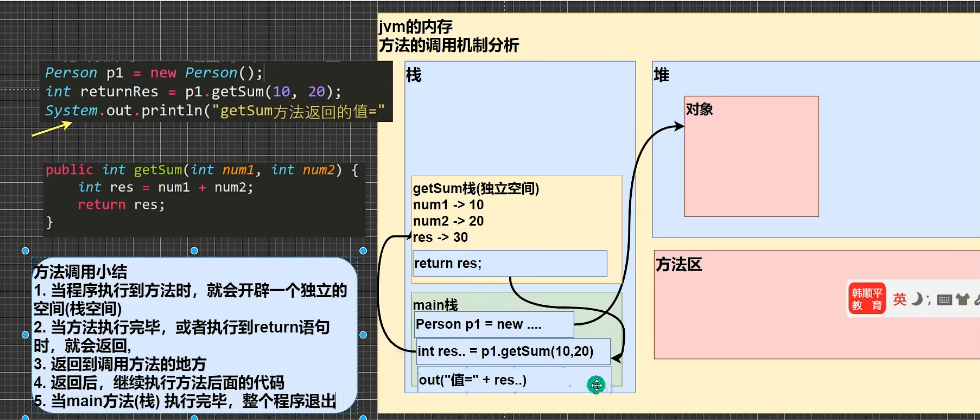 Person p1 = new Person();
int returnRes = p1.getSum(10, 20);
System.out.println("getSum方法返回的值="
public int getSum(int num1, int num2) {
int res = num1 + num2;
return res;
}
方法调用小结
1. 当程序执行到方法时，就会开辟一个独立的
空间(栈空间)
2. 当方法执行完毕，或者执行到return语句
时，就会返回,
3. 返回到调用方法的地方
4. 返回后，继续执行方法后面的代码
5. 当main方法(栈) 执行完毕，整个程序退出
jvm的内存
方法的调用机制分析
栈
getSum栈(独立空间)
num1 -> 10
num2 -> 20
res -> 30
return res;
main栈
Person p1 = new ....
int res.. = p1.getSum(10,20)
out("值=" + res..)
堆
对象
方法区
韩顺平
教育
英